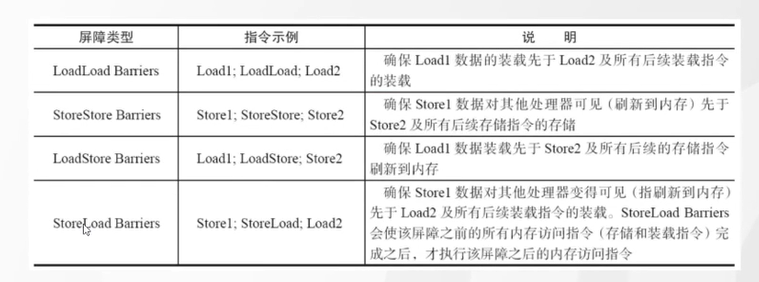 屏障类型 指令示例 说 明
LoadLoad Barriers Load1; LoadLoad; Load2 确保 Load1 数据的装载先于 Load2 及所有后续装载指令
的装载
StoreStore Barriers Store1; StoreStore; Store2 确保 Store1 数据对其他处理器可见（刷新到内存）先于
Store2 及所有后续存储指令的存储
LoadStore Barriers Load1; LoadStore; Store2 确保 Load1 数据装载先于 Store2 及所有后续的存储指令
刷新到内存
StoreLoad Barriers Store1; StoreLoad; Load2 确保 Store1 数据对其他处理器变得可见（指刷新到内存）
先于 Load2 及所有后续装载指令的装载。StoreLoad Barriers
会使该屏障之前的所有内存访问指令（存储和装载指令）完
成之后，才执行该屏障之后的内存访问指令